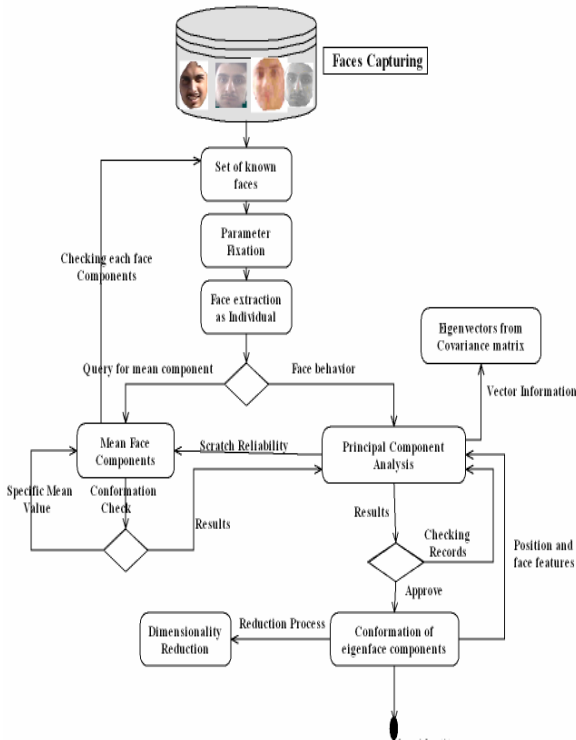 Faces Capturing
Set of known
faces
Parameter
Fixation
Checking each face
Components
Face extraction
as Individual
Eigenvectors from
Covariance matrix
Query for mean component
Face behavior
Vector Information
Mean Face
Components
Scratch Reliability
Principal Component
Analysis
Specific Mean
Value
Conformation
Check
Results
Results
Checking
Records
Position and
face features
Approve
Dimensionality
Reduction
Reduction Process
Conformation of
eigenface components